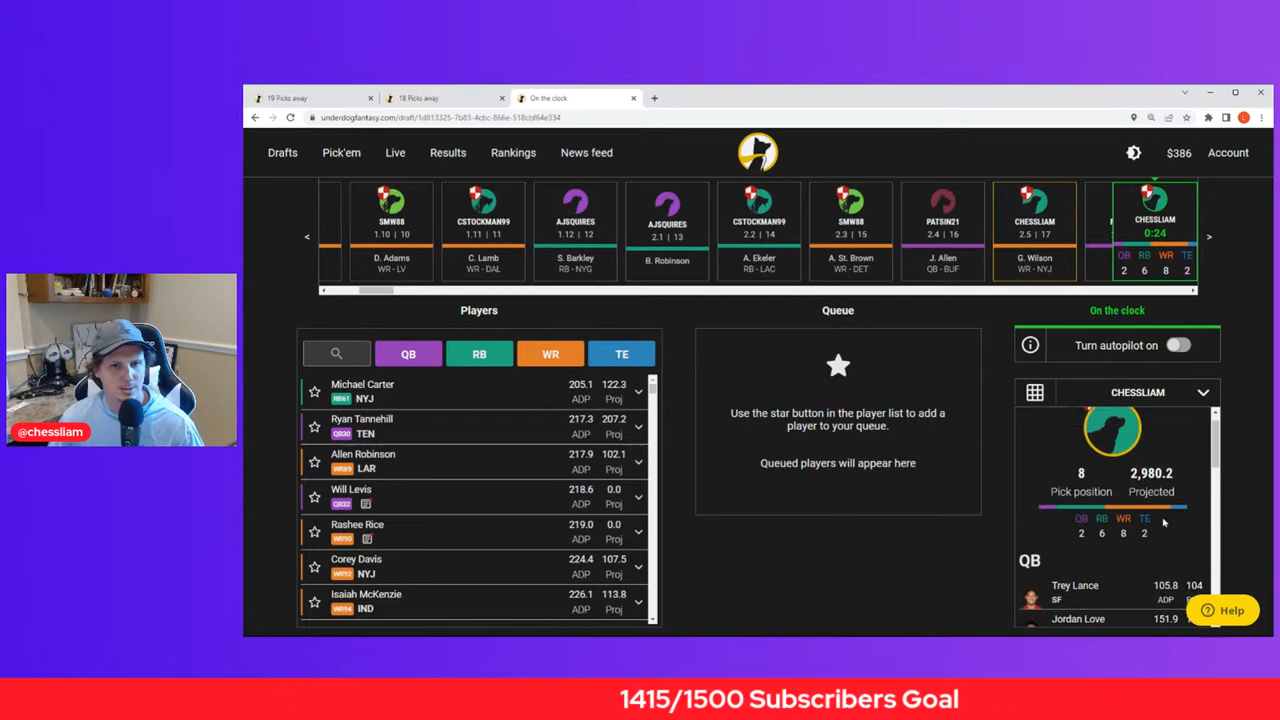 19 Picks away
18 Picks away
On the clock
underdogfantasy.com/draft/1d813325-7b83-4cbc-866e-518cbf64e334
Drafts Pick'em Live Results Rankings News feed $386 Account
SMW88
1.10 | 10
D. Adams
WR - LV
CSTOCKMAN99
1.11 | 11
C. Lamb
WR - DAL
AJSQUIRES
1.12 | 12
S. Barkley
RB - NYG
AJSQUIRES
2.1 | 13
B. Robinson
CSTOCKMAN99
2.2 | 14
A. Ekeler
RB - LAC
SMW88
2.3 | 15
A. St. Brown
WR - DET
PATSIN21
2.4 | 16
J. Allen
QB - BUF
CHESSLIAM
2.5 | 17
G. Wilson
WR - NYJ
CHESSLIAM
0:24
QB RB WR TE
2 6 8 2
Players
QB RB WR TE
Michael Carter 205.1 122.3
RB61 NYJ ADP Proj
Ryan Tannehill 217.3 207.2
QB30 TEN ADP Proj
Allen Robinson 217.9 102.1
WR89 LAR ADP Proj
Will Levis 218.6 0.0
QB32 ADP Proj
Rashee Rice 219.0 0.0
WR90 ADP Proj
Corey Davis 224.4 107.5
WR92 NYJ ADP Proj
Isaiah McKenzie 226.1 113.8
WR94 IND ADP Proj
Queue
Use the star button in the player list to add a
player to your queue.
Queued players will appear here
On the clock
Turn autopilot on
CHESSLIAM
8 2,980.2
Pick position Projected
QB RB WR TE
2 6 8 2
QB
Trey Lance 105.8 104
SF ADP
Jordan Love 151.9
Help
@chessliam
1415/1500 Subscribers Goal